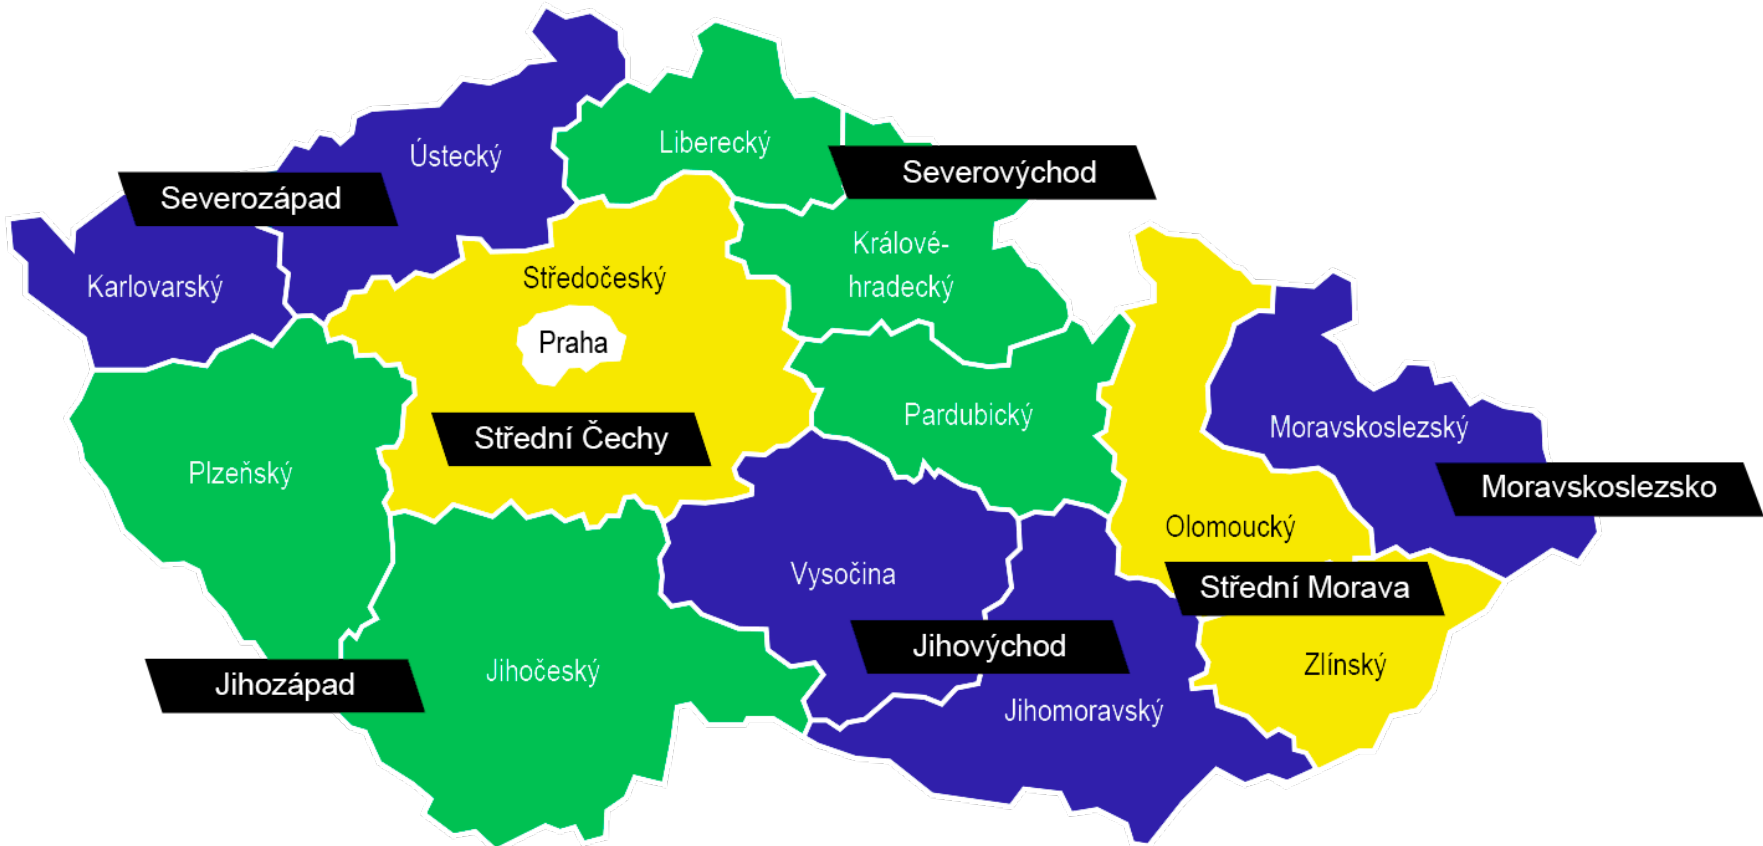 Ústecký
Liberecký
Severovýchod
Severozápad
Králové-
hradecký
Karlovarský
Středočeský
Praha
Pardubický
Moravskoslezský
Střední Čechy
Plzeňský
Moravskoslezsko
Olomoucký
Vysočina
Střední Morava
Jihovýchod
Zlínský
Jihočeský
Jihozápad
Jihomoravský